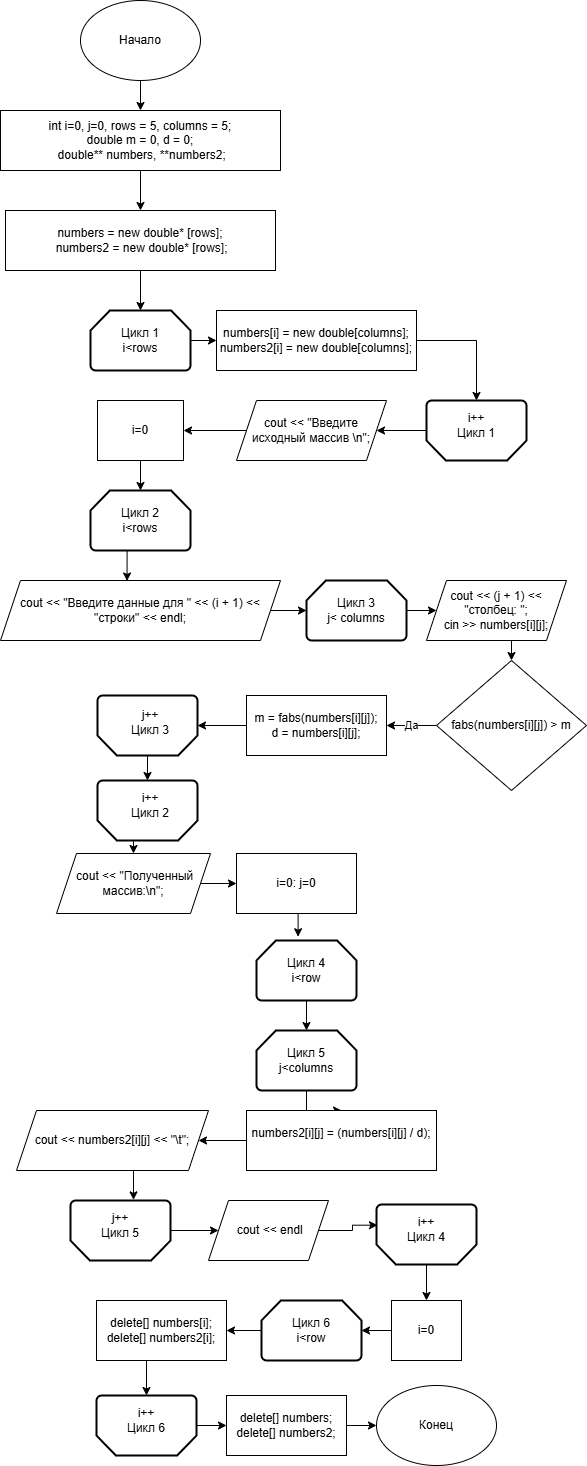 Начало
int i=0, j=0, rows = 5, columns = 5;
double m = 0, d = 0;
double** numbers, **numbers2;
numbers = new double* [rows];
numbers2 = new double* [rows];
Цикл 1
i<rows
numbers[i] = new double[columns];
numbers2[i] = new double[columns];
i++
Цикл 1
cout << "Введите
исходный массив \n";
i=0
Цикл 2
i<rows
cout << "Введите данные для " << (i + 1) <<
"строки" << endl;
Цикл 3
j< columns
cout << (j + 1) <<
"столбец: ";
cin >> numbers[i][j];
fabs(numbers[i][j]) > m
Да
m = fabs(numbers[i][j]);
d = numbers[i][j];
j++
Цикл 3
i++
Цикл 2
cout << "Полученный
массив:\n";
i=0: j=0
Цикл 4
i<row
Цикл 5
j<columns
numbers2[i][j] = (numbers[i][j] / d);
cout << numbers2[i][j] << "\t";
j++
Цикл 5
cout << endl
i++
Цикл 4
i=0
Цикл 6
i<row
delete[] numbers[i];
delete[] numbers2[i];
i++
Цикл 6
delete[] numbers;
delete[] numbers2;
Конец